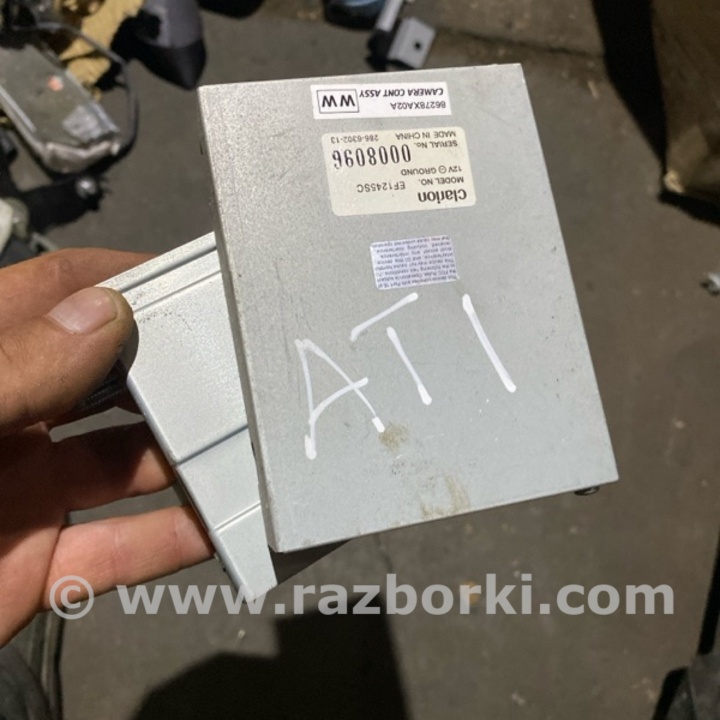 CAMERA CONT ASSY
86278XA02A
WW
Clarion
MODEL NO. EF1245SC
12V ⊖ GROUND
SERIAL No. 0008096
MADE IN CHINA 286-6302-13
AT1
© www.razborki.com